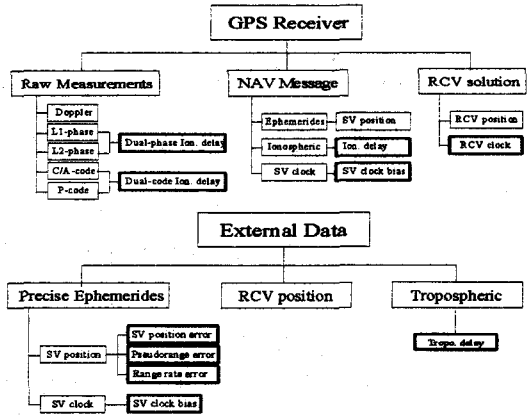 GPS Receiver
Raw Measurements
NAV Message
RCV solution
Doppler
L1-phase
L2-phase
Dual-phase Ion. delay
C/A-code
P-code
Dual-code Ion. delay
Ephemerides
SV position
Ionospheric
Ion. delay
SV clock
SV clock bias
RCV position
RCV clock
External Data
Precise Ephemerides
RCV position
Tropospheric
SV position
SV position error
Pseudorange error
Range rate error
SV clock
SV clock bias
Tropo. delay